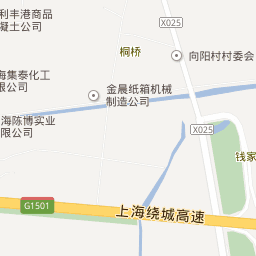 利丰港商品
凝土公司
X025
桐桥
向阳村村委会
海集泰化工
限公司
金晨纸箱机械
制造公司
海陈博实业
有限公司
X025
钱家
G1501
上海绕城高速